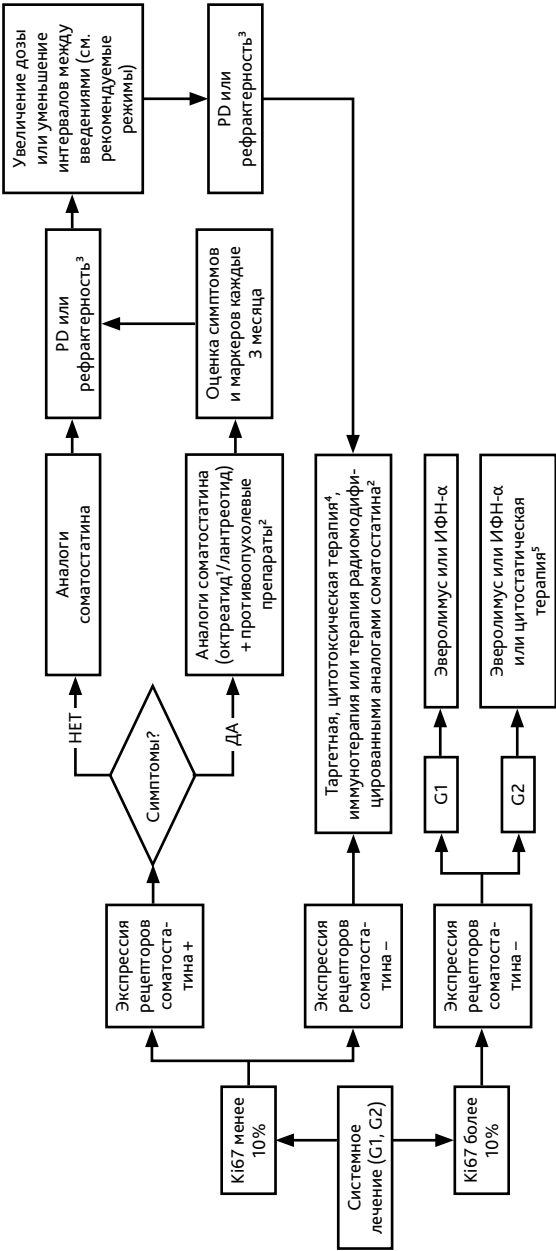 Системное
лечение (G1, G2)
Ki67 менее
10%
Экспрессия
рецепторов
соматоста-
тина +
Симптомы?
НЕТ
Аналоги
соматостатина
PD или
рефрактерность³
Увеличение дозы
или уменьшение
интервалов между
введениями (см.
рекомендуемые
режимы)
ДА
Аналоги соматостатина
(октреатид¹/лантреотид)
+ противоопухолевые
препараты²
Оценка симптомов
и маркеров каждые
3 месяца
PD или
рефрактерность³
Экспрессия
рецепторов
соматоста-
тина –
Таргетная, цитотоксическая терапия⁴,
иммунотерапия или терапия радиомодифи-
цированными аналогами соматостатина²
Ki67 более
10%
Экспрессия
рецепторов
соматоста-
тина –
G1
Эверолимус или ИФН-α
G2
Эверолимус или ИФН-α
или цитостатическая
терапия⁵